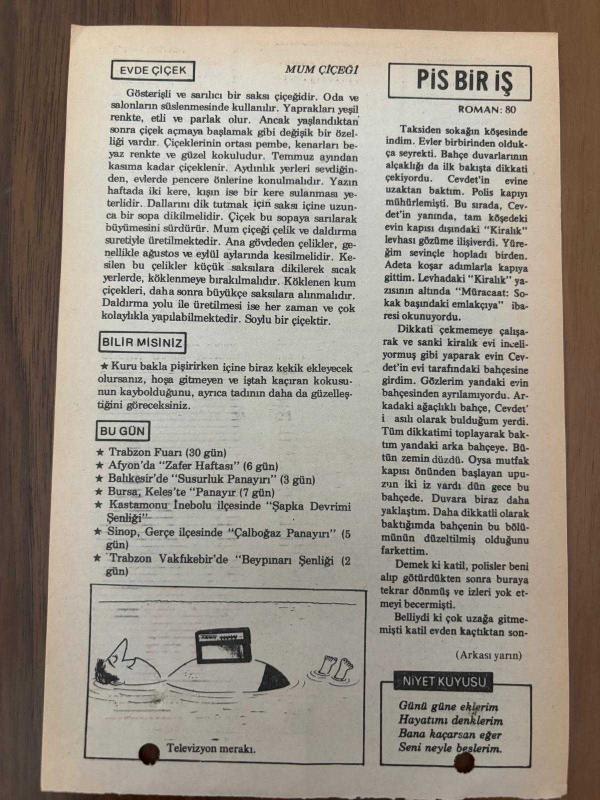 EVDE ÇİÇEK
MUM ÇİÇEĞİ
Gösterişli ve sarılıcı bir saksı çiçeğidir. Oda ve
salonların süslenmesinde kullanılır. Yaprakları yeşil
renkte, etli ve parlak olur. Ancak yaşlandıktan
sonra çiçek açmaya başlamak gibi değişik bir özel-
liği vardır. Çiçeklerinin ortası pembe, kenarları be-
yaz renkte ve güzel kokuludur. Temmuz ayından
kasıma kadar çiçeklenir. Aydınlık yerleri sevdiğin-
den, evlerde pencere önlerine konulmalıdır. Yazın
haftada iki kere, kışın ise bir kere sulanması ye-
terlidir. Dallarını dik tutmak için saksı içine uzun-
ca bir sopa dikilmelidir. Çiçek bu sopaya sarılarak
büyümesini sürdürür. Mum çiçeği çelik ve daldırma
suretiyle üretilmektedir. Ana gövdeden çelikler, ge-
nellikle ağustos ve eylül aylarında kesilmelidir. Ke-
silen bu çelikler küçük saksılara dikilerek sıcak
yerlerde, köklenmeye bırakılmalıdır. Köklenen kum
çiçekleri, daha sonra büyükçe saksılara alınmalıdır.
Daldırma yolu ile üretilmesi ise her zaman ve çok
kolaylıkla yapılabilmektedir. Soylu bir çiçektir.
BİLİR MİSİNİZ
★ Kuru bakla pişirirken içine biraz kekik ekleyecek
olursanız, hoşa gitmeyen ve iştah kaçıran kokusu-
nun kaybolduğunu, ayrıca tadının daha da güzelleş-
tiğini göreceksiniz.
BU GÜN
★ Trabzon Fuarı (30 gün)
★ Afyon'da "Zafer Haftası" (6 gün)
★ Balıkesir'de "Susurluk Panayırı" (3 gün)
★ Bursa, Keles'te "Panayır (7 gün)
★ Kastamonu İnebolu ilçesinde "Şapka Devrimi
Şenliği"
★ Sinop, Gerçe ilçesinde "Çalboğaz Panayırı" (5
gün)
★ Trabzon Vakfıkebir'de "Beypınarı Şenliği (2
gün)
Televizyon merakı.
PİS BİR İŞ
ROMAN: 80
Taksiden sokağın köşesinde
indim. Evler birbirinden olduk-
ça seyrekti. Bahçe duvarlarının
alçaklığı da ilk bakışta dikkati
çekiyordu. Cevdet'in evine
uzaktan baktım. Polis kapıyı
mühürlemişti. Bu sırada, Cev-
det'in yanında, tam köşedeki
evin kapısı dışındaki "Kiralık"
levhası gözüme ilişiverdi. Yüre-
ğim sevinçle hopladı birden.
Adeta koşar adımlarla kapıya
gittim. Levhadaki "Kiralık" ya-
zısının altında "Müracaat: So-
kak başındaki emlakçıya" iba-
resi okunuyordu.
Dikkati çekmemeye çalışa-
rak ve sanki kiralık evi inceli-
yormuş gibi yaparak evin Cev-
det'in evi tarafındaki bahçesine
girdim. Gözlerim yandaki evin
bahçesinden ayrılamıyordu. Ar-
kadaki ağaçlıklı bahçe, Cevdet'
i asılı olarak bulduğum yerdi.
Tüm dikkatimi toplayarak bak-
tım yandaki arka bahçeye. Bü-
tün zemin düzdü. Oysa mutfak
kapısı önünden başlayan upu-
zun iki iz vardı dün gece bu
bahçede. Duvara biraz daha
yaklaştım. Daha dikkatli olarak
baktığımda bahçenin bu bölü-
münün düzeltilmiş olduğunu
farkettim.
Demek ki katil, polisler beni
alıp götürdükten sonra buraya
tekrar dönmüş ve izleri yok et-
meyi becermişti.
Belliydi ki çok uzağa gitme-
mişti katil evden kaçtıktan son-
(Arkası yarın)
NİYET KUYUSU
Günü güne eklerim
Hayatımı denklerim
Bana kaçarsan eğer
Seni neyle beslerim.